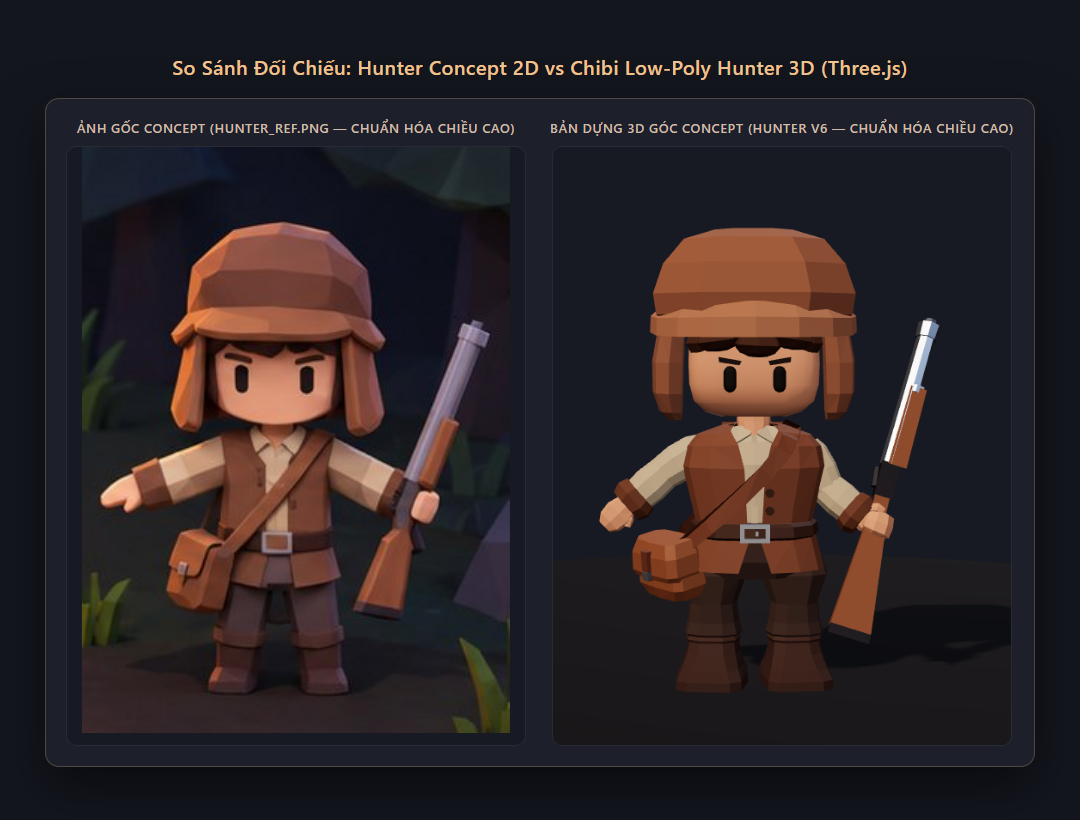 So Sánh Đối Chiếu: Hunter Concept 2D vs Chibi Low-Poly Hunter 3D (Three.js)
ẢNH GỐC CONCEPT (HUNTER_REF.PNG — CHUẨN HÓA CHIỀU CAO)
BẢN DỰNG 3D GÓC CONCEPT (HUNTER V6 — CHUẨN HÓA CHIỀU CAO)